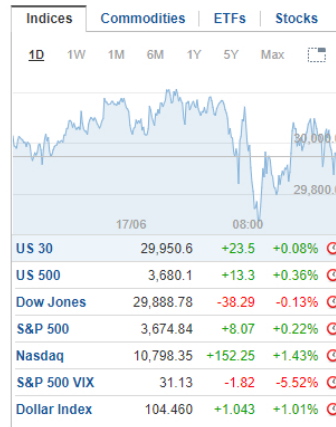 Indices Commodities ETFs Stocks
1D 1W 1M 6M 1Y 5Y Max
30,000.0
29,800.
17/06 08:00
US 30 29,950.6 +23.5 +0.08%
US 500 3,680.1 +13.3 +0.36%
Dow Jones 29,888.78 -38.29 -0.13%
S&P 500 3,674.84 +8.07 +0.22%
Nasdaq 10,798.35 +152.25 +1.43%
S&P 500 VIX 31.13 -1.82 -5.52%
Dollar Index 104.460 +1.043 +1.01%